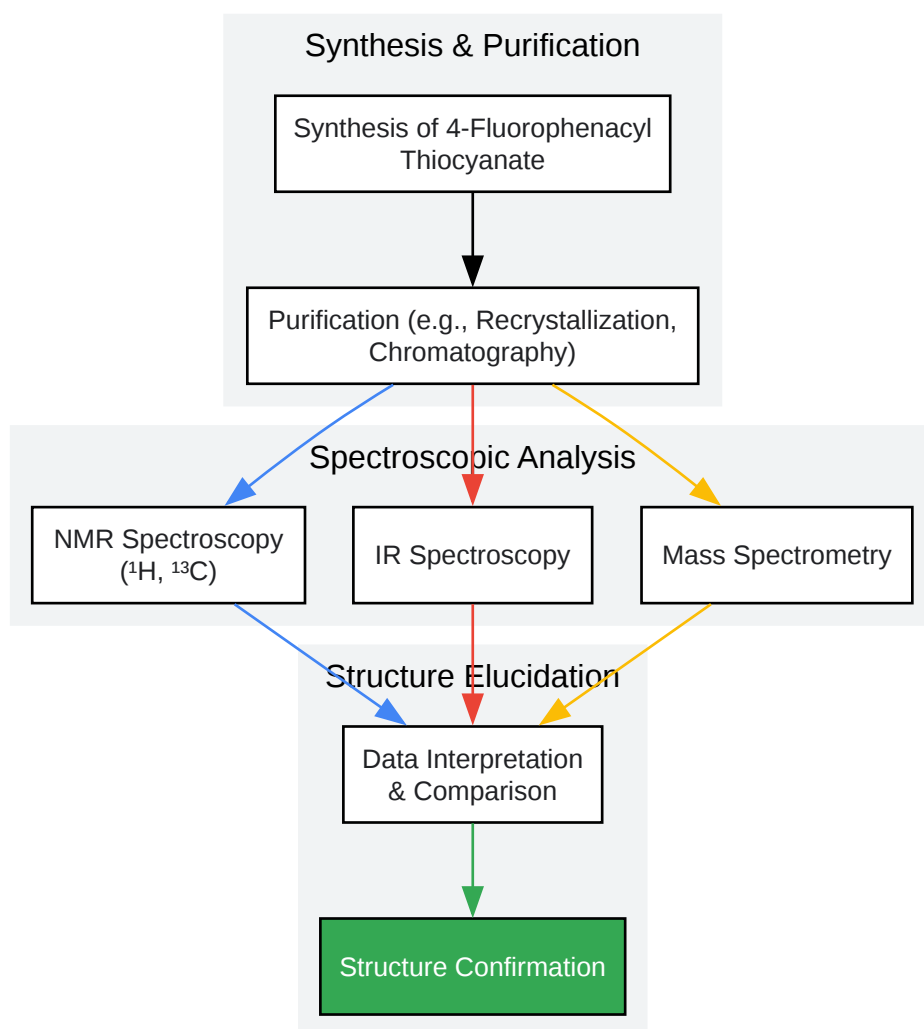 Synthesis & Purification
Synthesis of 4-Fluorophenacyl
Thiocyanate
Purification (e.g., Recrystallization,
Chromatography)
Spectroscopic Analysis
NMR Spectroscopy
(¹H, ¹³C)
IR Spectroscopy
Mass Spectrometry
Structure Elucidation
Data Interpretation
& Comparison
Structure Confirmation